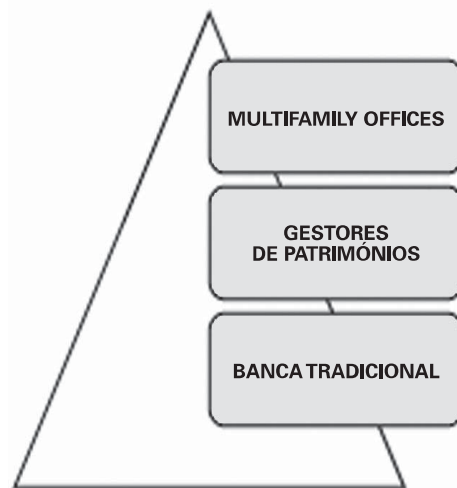 MULTIFAMILY OFFICES
GESTORES
DE PATRIMÓNIOS
BANCA TRADICIONAL